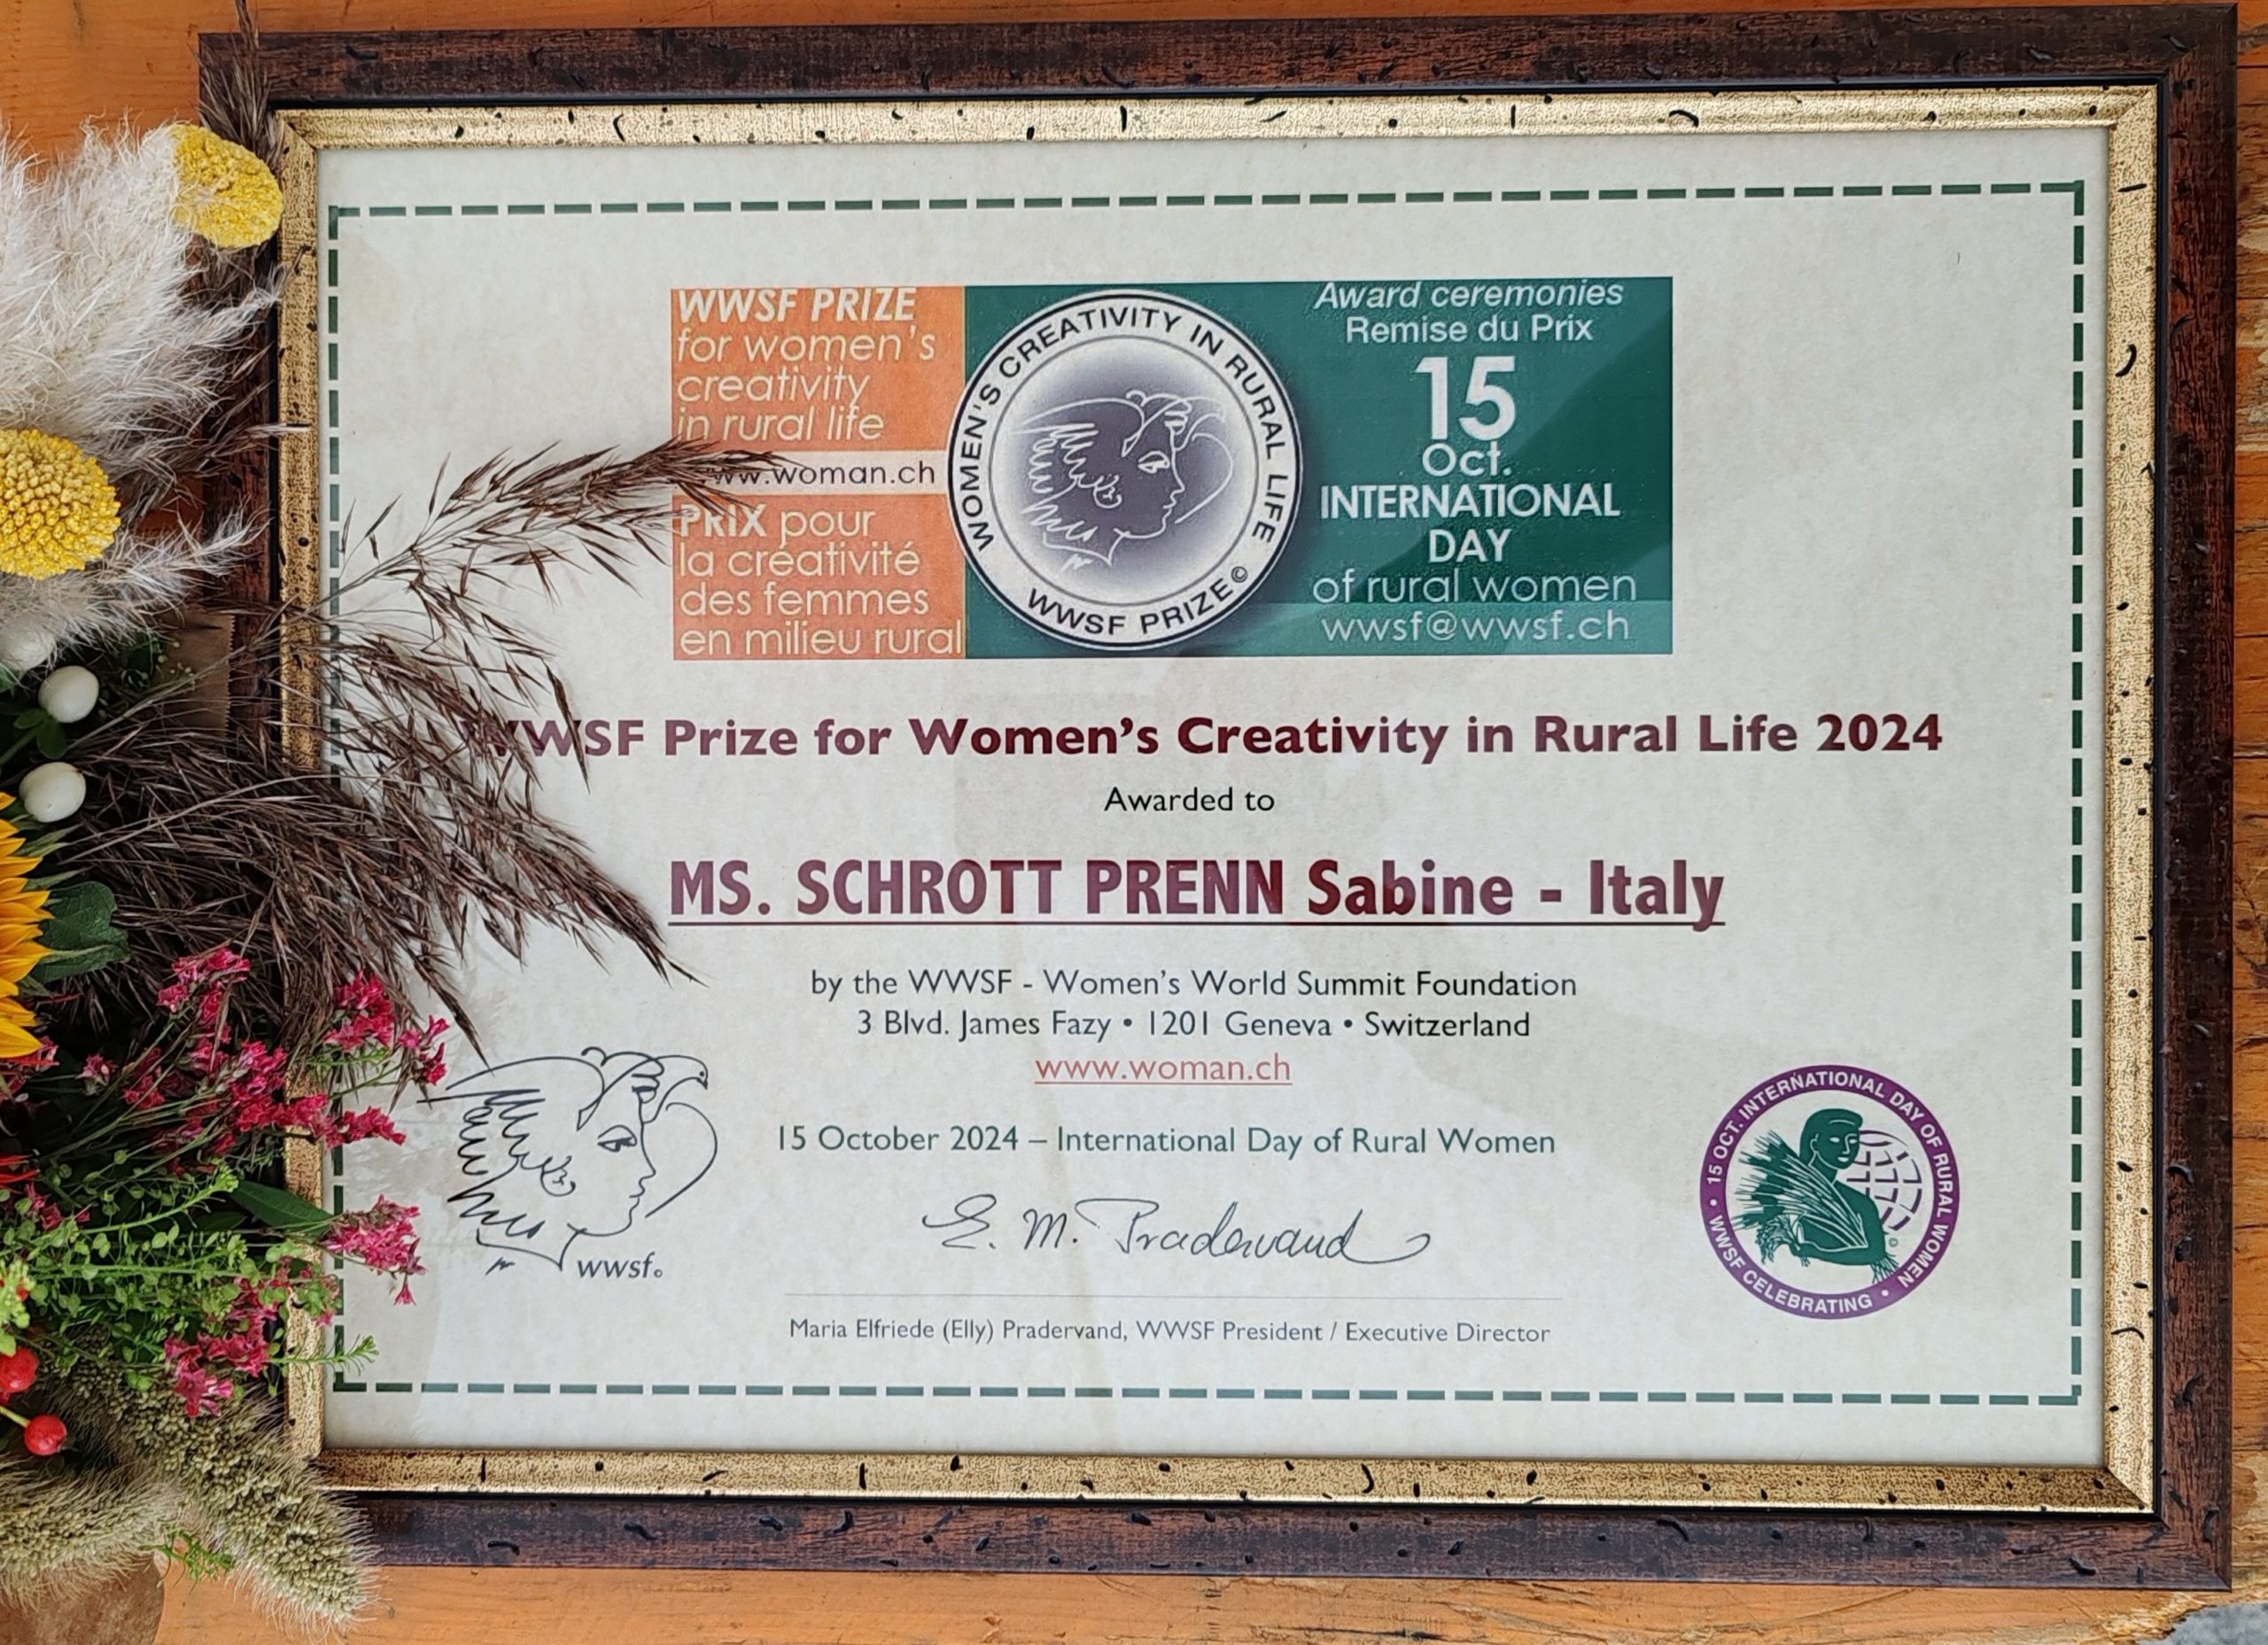 WWSF PRIZE
for women's
creativity
in rural life
www.woman.ch
PRIX pour
la créativité
des femmes
en milieu rural
WOMEN'S CREATIVITY IN RURAL LIFE
WWSF PRIZE©
Award ceremonies
Remise du Prix
15
Oct.
INTERNATIONAL
DAY
of rural women
wwsf@wwsf.ch
WWSF Prize for Women's Creativity in Rural Life 2024
Awarded to
MS. SCHROTT PRENN Sabine - Italy
by the WWSF - Women's World Summit Foundation
3 Blvd. James Fazy • 1201 Geneva • Switzerland
www.woman.ch
15 October 2024 – International Day of Rural Women
E. M. Pradervand
Maria Elfriede (Elly) Pradervand, WWSF President / Executive Director
wwsf©
15 OCT. INTERNATIONAL DAY OF RURAL WOMEN •
WWSF CELEBRATING •
©